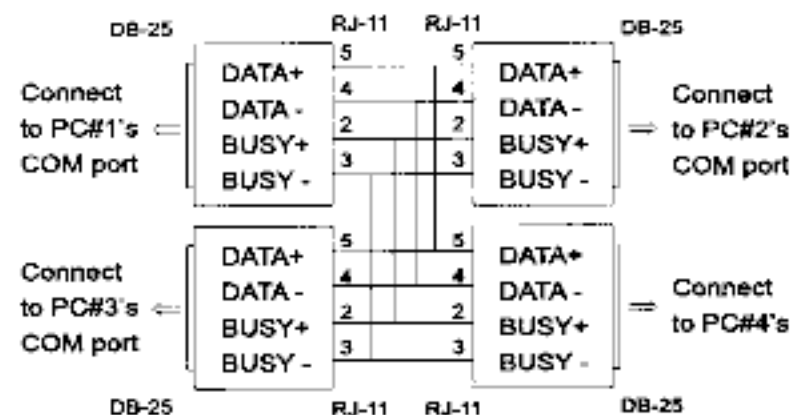 DB-25 RJ-11 RJ-11 DB-25
Connect
to PC#1's
COM port
DATA+
DATA -
BUSY+
BUSY -
5
4
2
3
5
4
2
3
DATA+
DATA -
BUSY+
BUSY -
Connect
to PC#2's
COM port
Connect
to PC#3's
COM port
DATA+
DATA -
BUSY+
BUSY -
5
4
2
3
5
4
2
3
DATA+
DATA -
BUSY+
BUSY -
Connect
to PC#4's
DB-25 RJ-11 RJ-11 DB-25